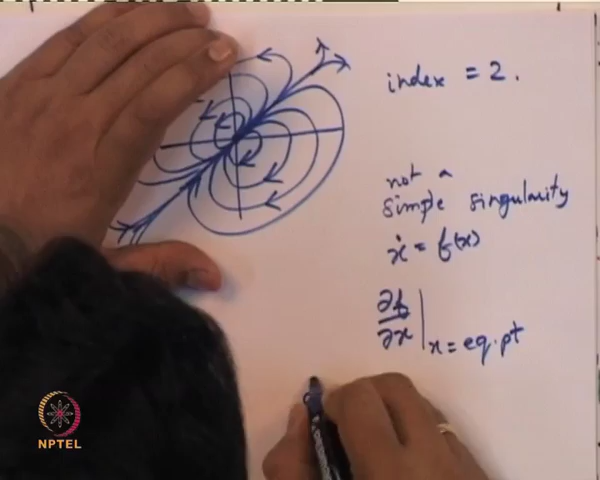 index = 2.
not a
simple singularity
ẋ = f(x)
∂f/∂x |x = eq. pt
NPTEL